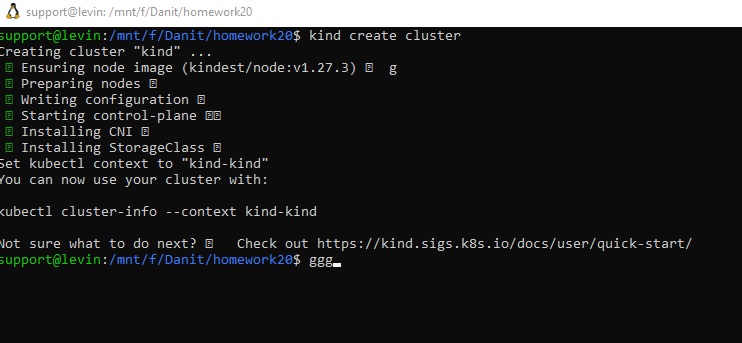 support@levin: /mnt/f/Danit/homework20
support@levin:/mnt/f/Danit/homework20$ kind create cluster
Creating cluster "kind" ...
Ensuring node image (kindest/node:v1.27.3) g
Preparing nodes
Writing configuration
Starting control-plane
Installing CNI
Installing StorageClass
Set kubectl context to "kind-kind"
You can now use your cluster with:
kubectl cluster-info --context kind-kind
Not sure what to do next? Check out https://kind.sigs.k8s.io/docs/user/quick-start/
support@levin:/mnt/f/Danit/homework20$ ggg